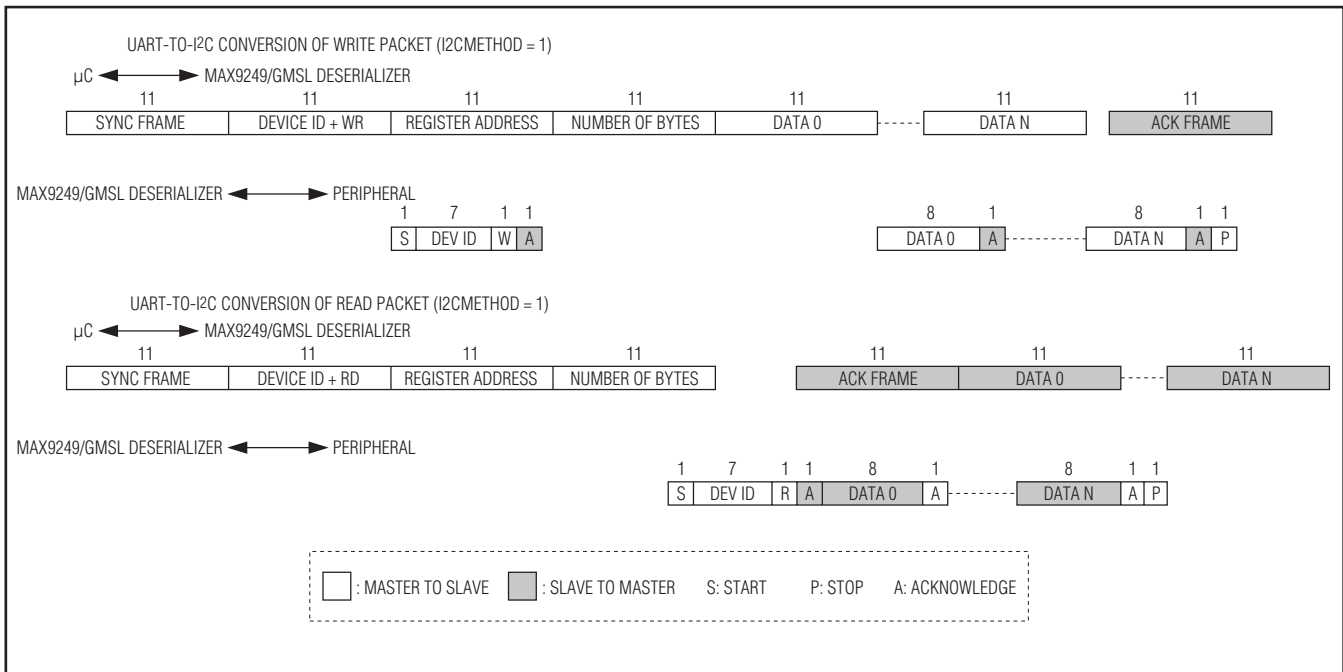 UART-TO-I2C CONVERSION OF WRITE PACKET (I2CMETHOD = 1)
µC MAX9249/GMSL DESERIALIZER
11 11 11 11 11 11 11
SYNC FRAME DEVICE ID + WR REGISTER ADDRESS NUMBER OF BYTES DATA 0 DATA N ACK FRAME
MAX9249/GMSL DESERIALIZER PERIPHERAL
1 7 1 1 8 1 8 1 1
S DEV ID W A DATA 0 A DATA N A P
UART-TO-I2C CONVERSION OF READ PACKET (I2CMETHOD = 1)
µC MAX9249/GMSL DESERIALIZER
11 11 11 11 11 11 11
SYNC FRAME DEVICE ID + RD REGISTER ADDRESS NUMBER OF BYTES ACK FRAME DATA 0 DATA N
MAX9249/GMSL DESERIALIZER PERIPHERAL
1 7 1 1 8 1 8 1 1
S DEV ID R A DATA 0 A DATA N A P
: MASTER TO SLAVE : SLAVE TO MASTER S: START P: STOP A: ACKNOWLEDGE